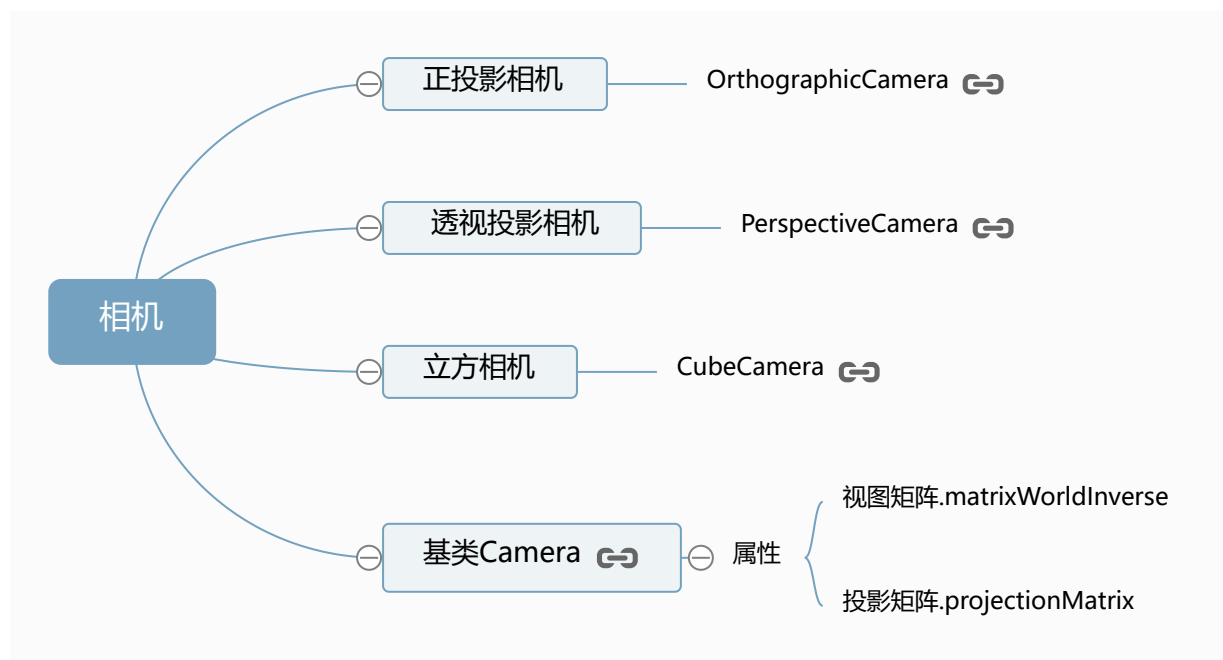 正投影相机
OrthographicCamera
透视投影相机
PerspectiveCamera
相机
立方相机
CubeCamera
基类Camera
属性
视图矩阵.matrixWorldInverse
投影矩阵.projectionMatrix